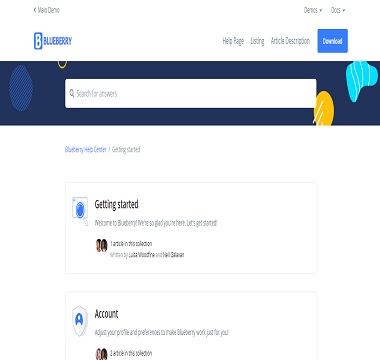 Main Demo
Demos
Docs
BLUEBERRY
Help Page
Listing
Article Description
Download
Search for answers
Blueberry Help Center / Getting started
Getting started
Welcome to Blueberry! We're so glad you're here. Let's get started!
1 article in this collection
Written by Luisa Woodfine and Neil Galavan
Account
Adjust your profile and preferences to make Blueberry work just for you!
2 article in this collection